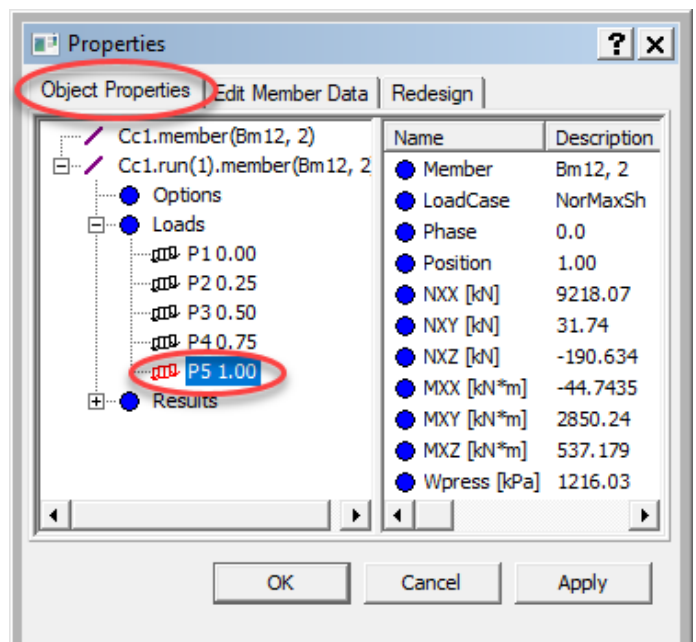 Properties
? x
Object Properties Edit Member Data Redesign
Cc1.member(Bm12, 2)
Cc1.run(1).member(Bm12, 2
Options
Loads
P1 0.00
P2 0.25
P3 0.50
P4 0.75
P5 1.00
Results
Name Description
Member Bm12, 2
LoadCase NorMaxSh
Phase 0.0
Position 1.00
NXX [kN] 9218.07
NXY [kN] 31.74
NXZ [kN] -190.634
MXX [kN*m] -44.7435
MXY [kN*m] 2850.24
MXZ [kN*m] 537.179
Wpress [kPa] 1216.03
OK Cancel Apply